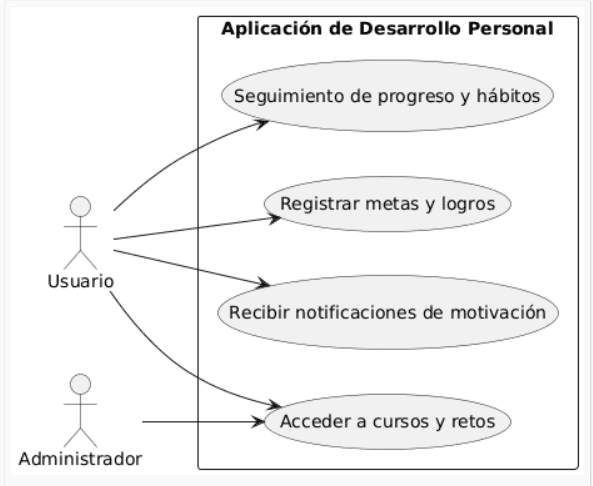 Aplicación de Desarrollo Personal
Seguimiento de progreso y hábitos
Registrar metas y logros
Usuario
Recibir notificaciones de motivación
Acceder a cursos y retos
Administrador